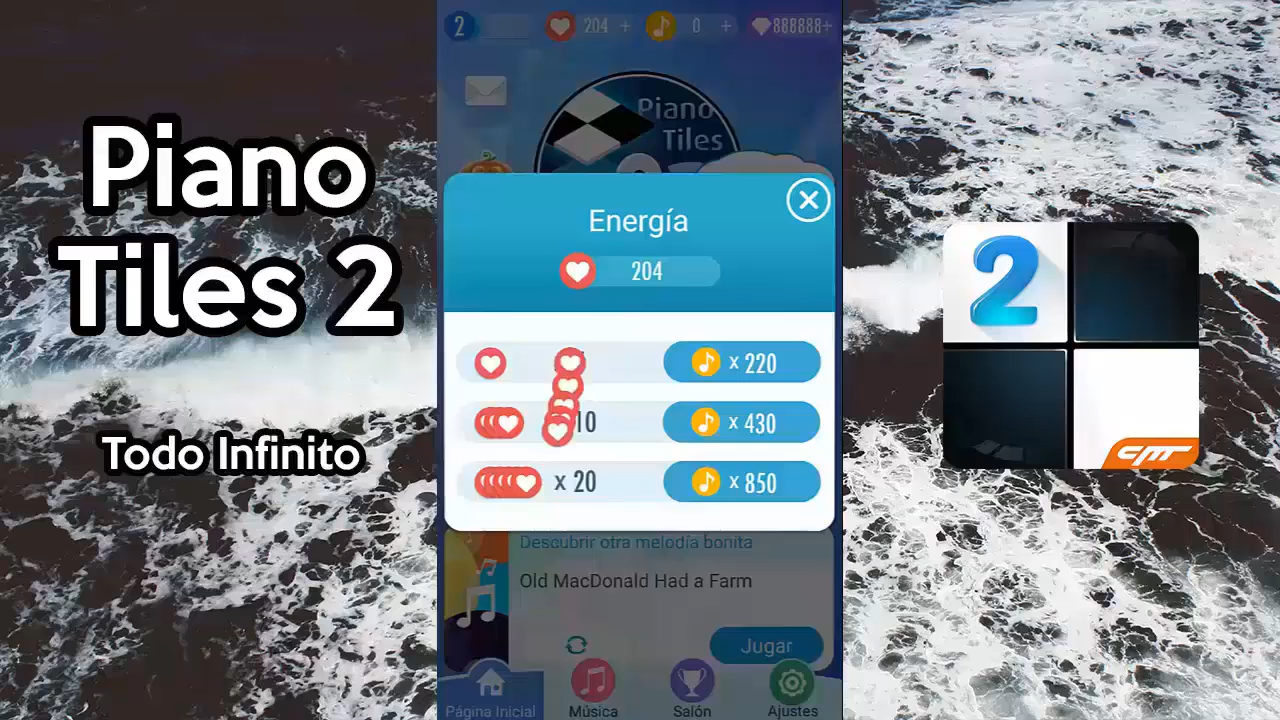 Piano
Tiles 2
Todo Infinito
2
204 +
0 +
888888+
Piano
Tiles
Energía
204
x 220
10
x 430
x 20
x 850
Descubrir otra melodía bonita
Old MacDonald Had a Farm
Jugar
Página Inicial
Música
Salón
Ajustes
2
cm